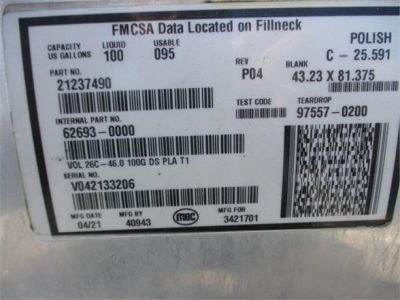 FMCSA Data Located on Fillneck
POLISH
CAPACITY US GALLONS LIQUID 100 USABLE 095
C - 25.591
PART NO.
21237490
REV P04
BLANK
43.23 X 81.375
TEST CODE
TEARDROP
97557-0200
INTERNAL PART NO.
62693-0000
VOL 26C-46.0 100G DS PLA T1
SERIAL NO.
V042133206
MFG DATE 04/21
MFG BY 40943
mec
MFG FOR 3421701